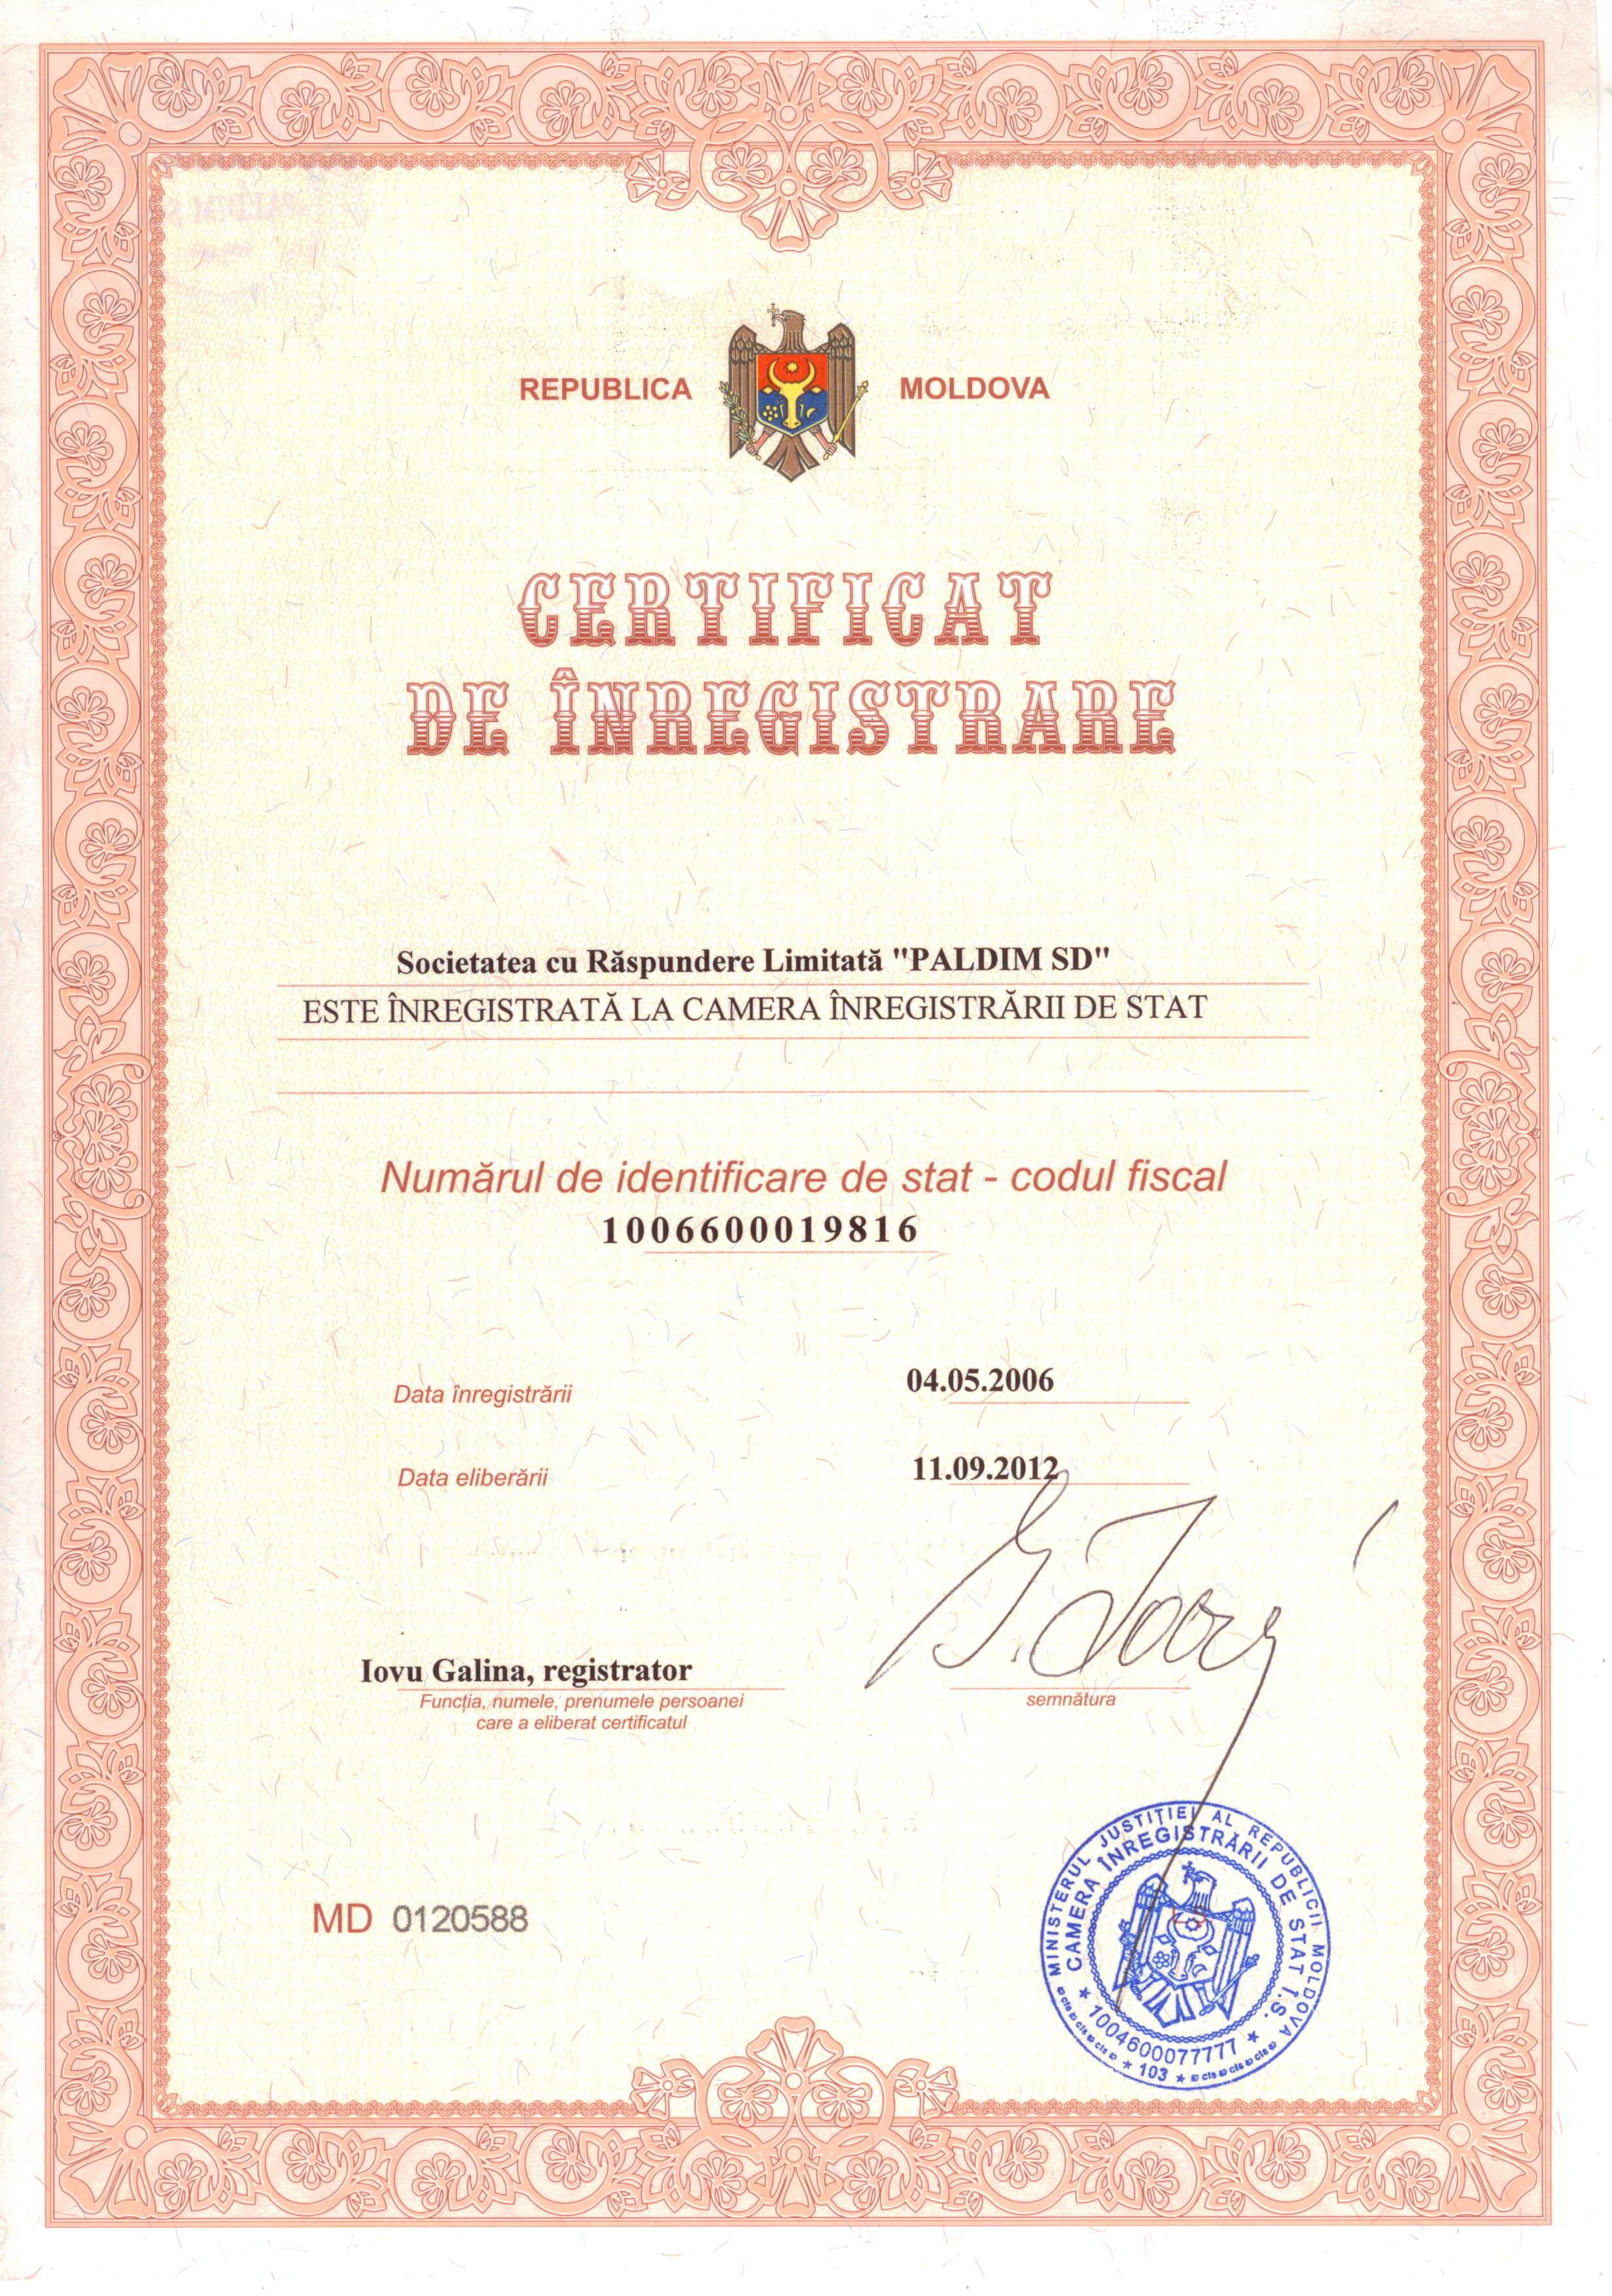 REPUBLICA MOLDOVA
CERTIFICAT
DE ÎNREGISTRARE
Societatea cu Răspundere Limitată "PALDIM SD"
ESTE ÎNREGISTRATĂ LA CAMERA ÎNREGISTRĂRII DE STAT
Numărul de identificare de stat - codul fiscal
1006600019816
Data înregistrării 04.05.2006
Data eliberării 11.09.2012
Iovu Galina, registrator
Funcția, numele, prenumele persoanei
care a eliberat certificatul
semnătura
MD 0120588
MINISTERUL JUSTIȚIEI AL REPUBLICII MOLDOVA
CAMERA ÎNREGISTRĂRII DE STAT Î.S.
★ 1004600077777 ★
★ 103 ★